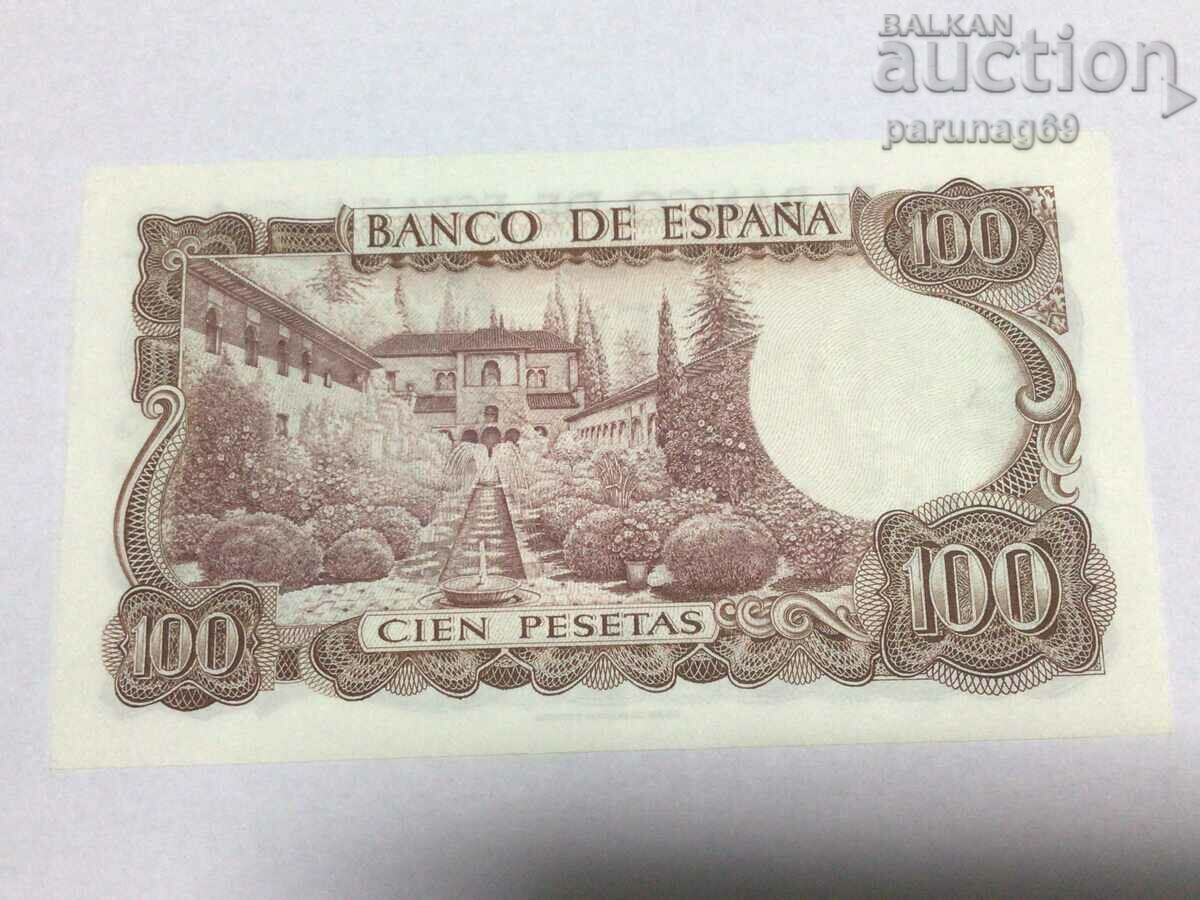 BALKAN
auction
parunag69
BANCO DE ESPAÑA
100
100
CIEN PESETAS
100